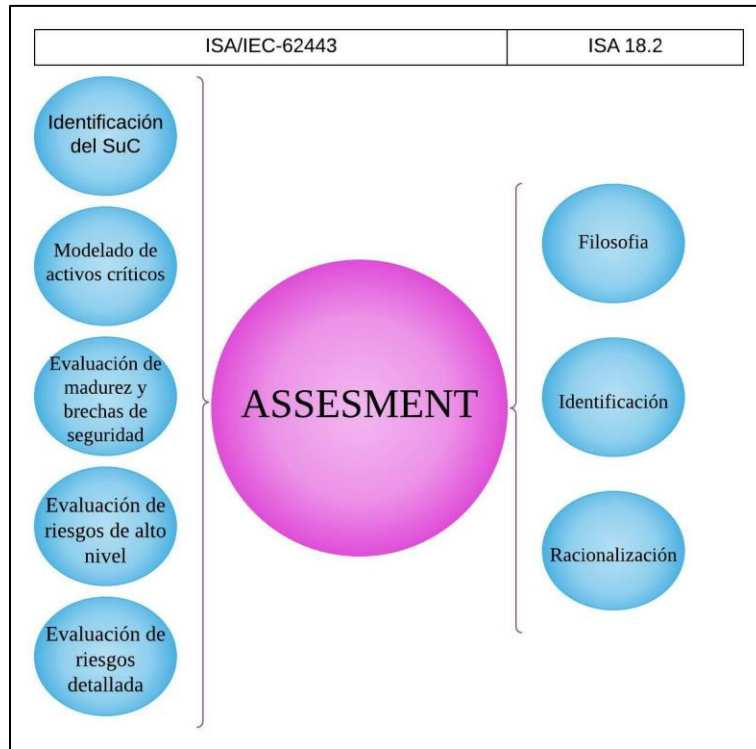 ISA/IEC-62443
ISA 18.2
Identificación
del SuC
Modelado de
activos críticos
Evaluación de
madurez y
brechas de
seguridad
Evaluación de
riesgos de alto
nivel
Evaluación de
riesgos
detallada
ASSESMENT
Filosofia
Identificación
Racionalización